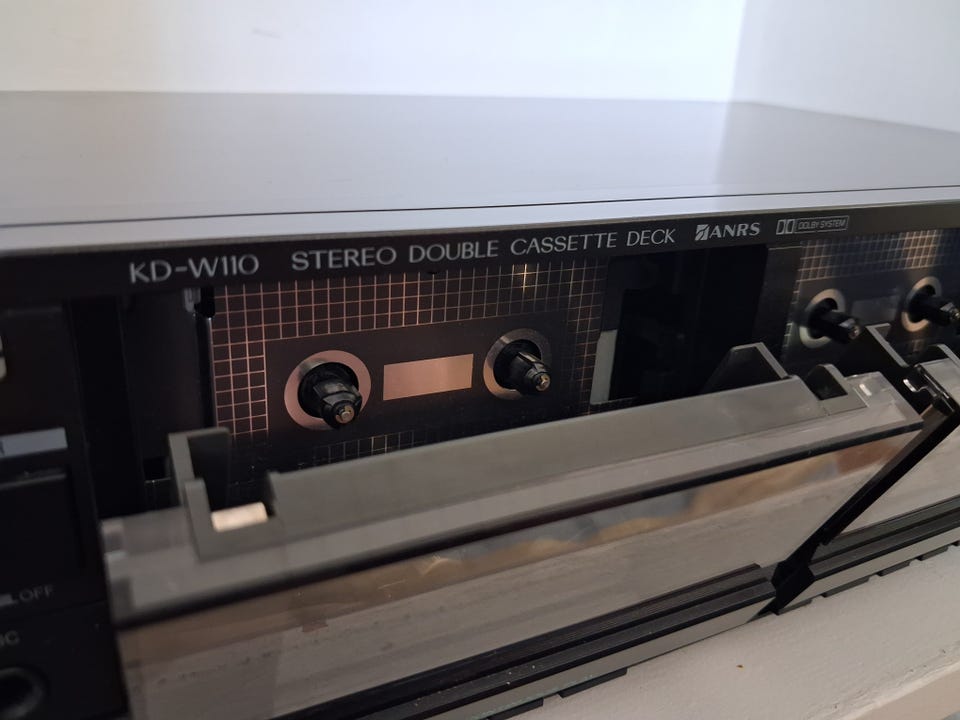 KD-W110 STEREO DOUBLE CASSETTE DECK ANRS DOLBY SYSTEM
OFF